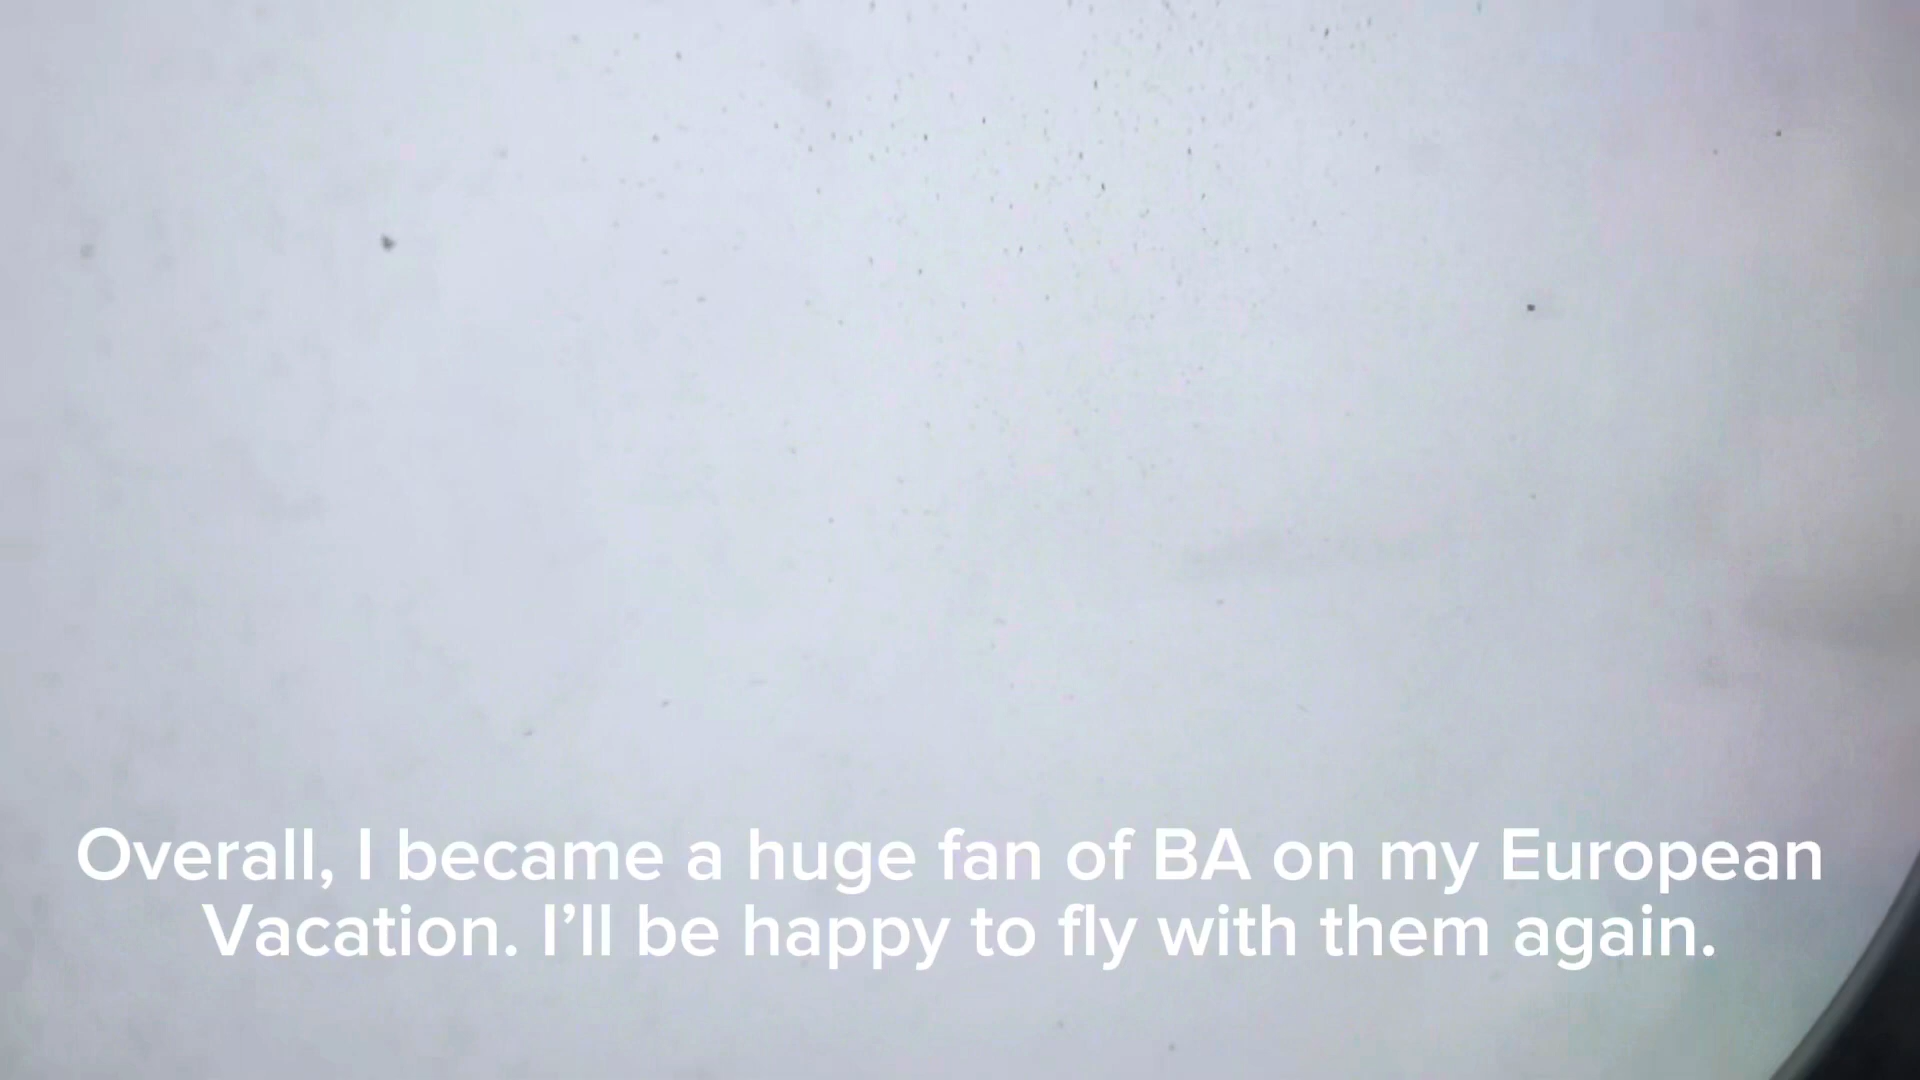 Overall, I became a huge fan of BA on my European
Vacation. I’ll be happy to fly with them again.